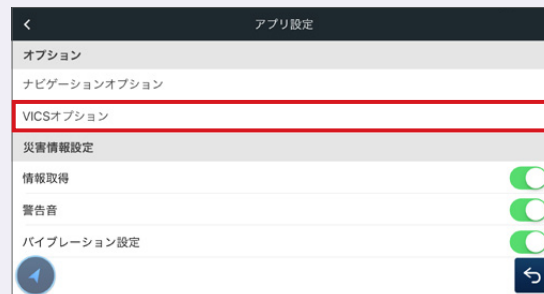 アプリ設定
オプション
ナビゲーションオプション
VICSオプション
災害情報設定
情報取得
警告音
バイブレーション設定